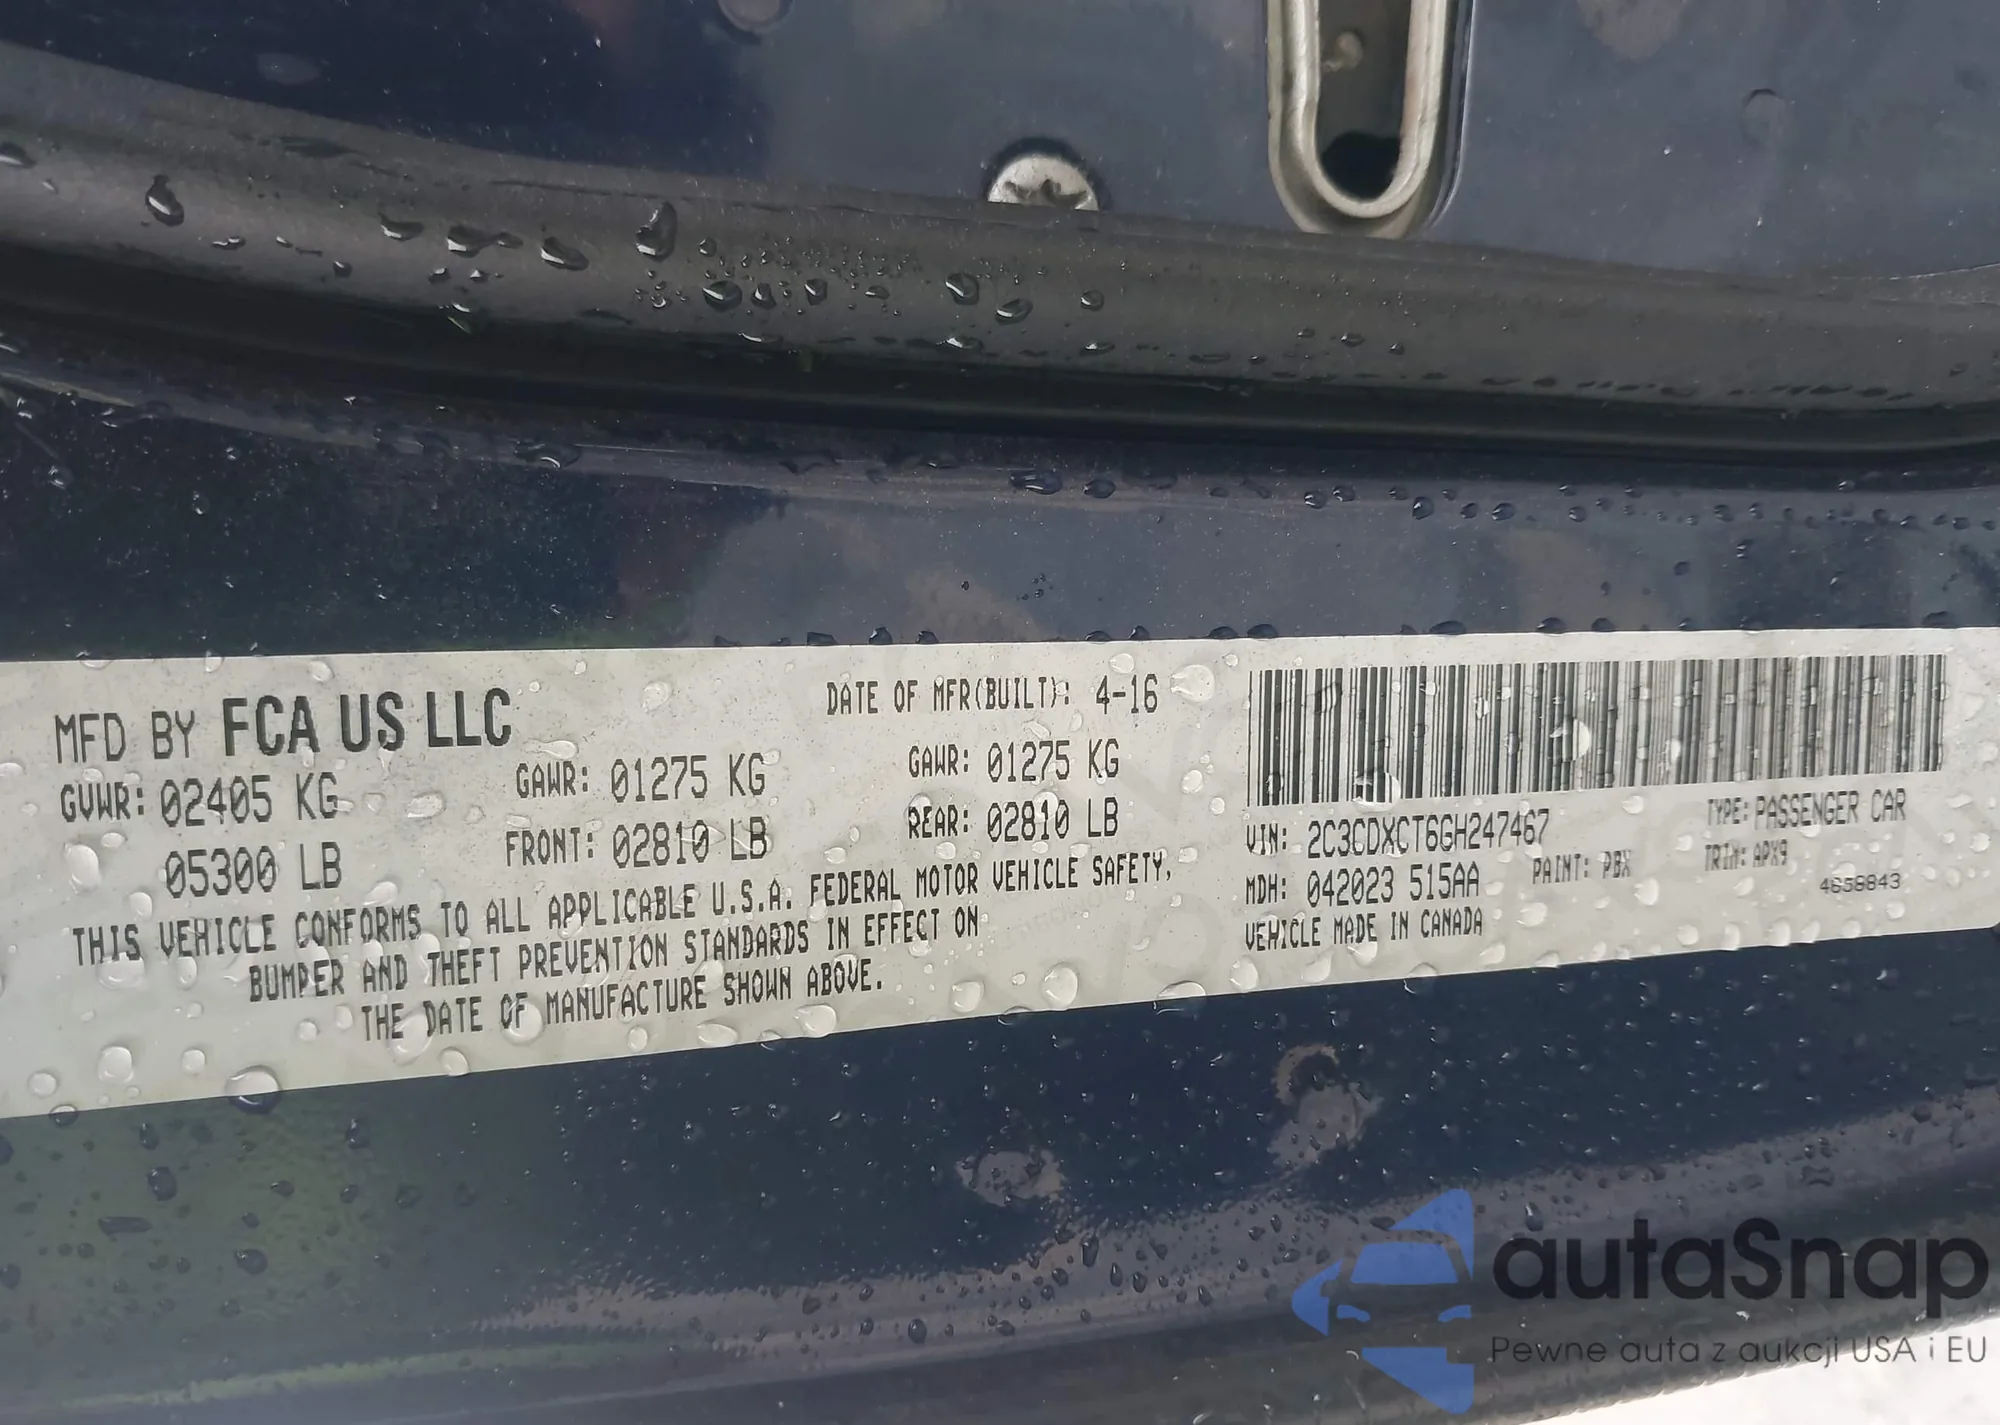 MFD BY FCA US LLC
DATE OF MFR(BUILT): 4-16
GVWR: 02405 KG
GAWR: 01275 KG
GAWR: 01275 KG
05300 LB
FRONT: 02810 LB
REAR: 02810 LB
THIS VEHICLE CONFORMS TO ALL APPLICABLE U.S.A. FEDERAL MOTOR VEHICLE SAFETY,
BUMPER AND THEFT PREVENTION STANDARDS IN EFFECT ON
THE DATE OF MANUFACTURE SHOWN ABOVE.
VIN: 2C3CDXCT6GH247467
TYPE: PASSENGER CAR
MDH: 042023 515AA
PAINT: PBX
TRIM: APX9
4658843
VEHICLE MADE IN CANADA
autaSnap
Pewne auta z aukcji USA i EU